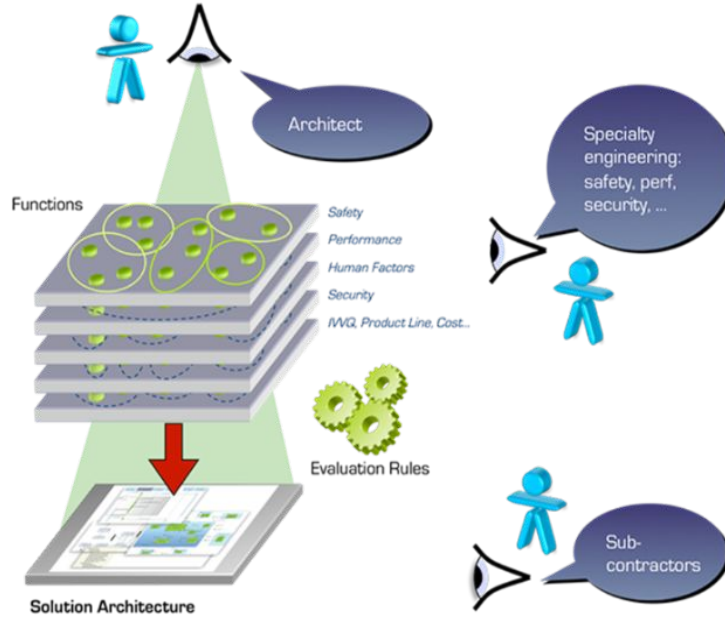 Architect
Specialty
engineering:
safety, perf,
security, ...
Functions
Safety
Performance
Human Factors
Security
IVVQ, Product Line, Cost...
Evaluation Rules
Sub-
contractors
Solution Architecture